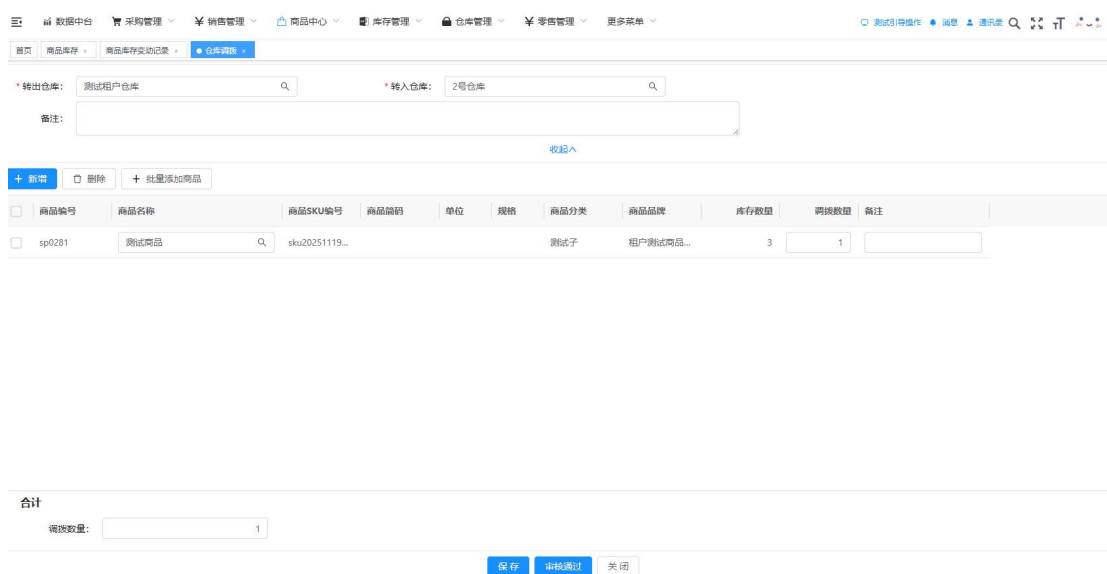 数据中台 采购管理 销售管理 商品中心 库存管理 仓库管理 零售管理 更多菜单 测试引导操作 消息 通讯录
首页 商品库存 × 商品库存变动记录 × 仓库调拨 ×
* 转出仓库: 测试租户仓库 * 转入仓库: 2号仓库
备注:
收起
+ 新增 删除 + 批量添加商品
商品编号 商品名称 商品SKU编号 商品简码 单位 规格 商品分类 商品品牌 库存数量 调拨数量 备注
sp0281 测试商品 sku20251119... 测试子 租户测试商品... 3 1
合计
调拨数量: 1
保存 审核通过 关闭